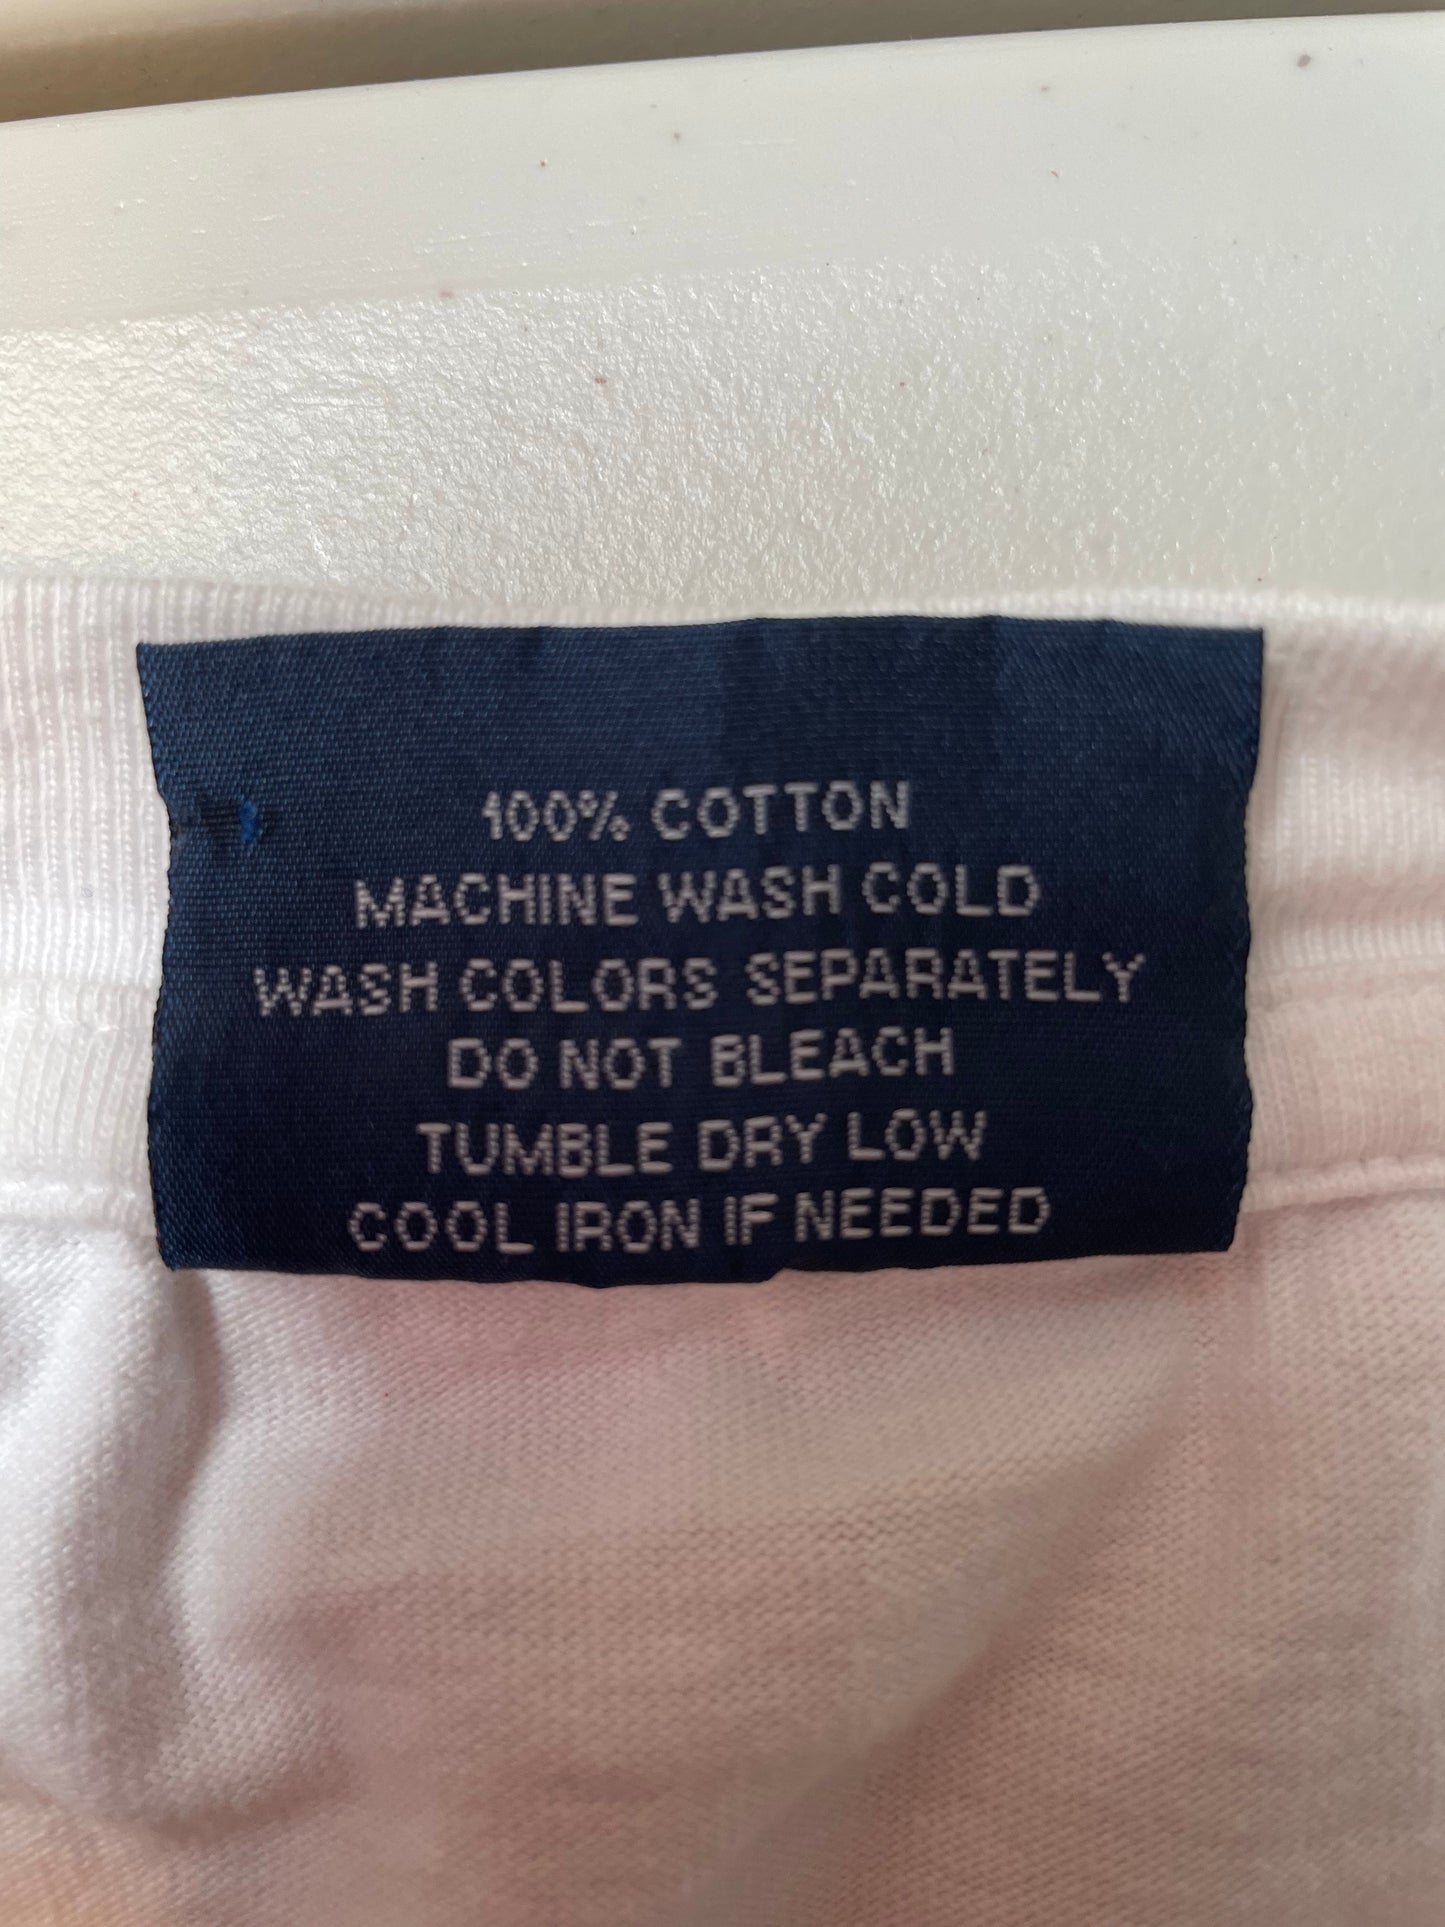 100% COTTON
MACHINE WASH COLD
WASH COLORS SEPARATELY
DO NOT BLEACH
TUMBLE DRY LOW
COOL IRON IF NEEDED